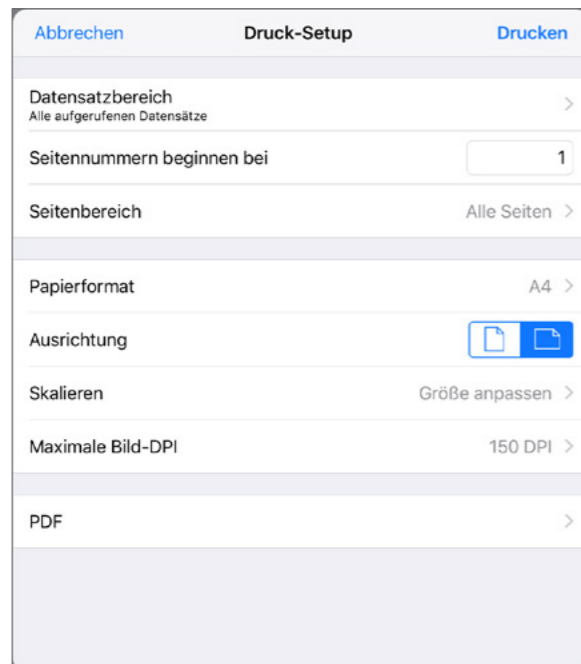 Abbrechen Druck-Setup Drucken
Datensatzbereich
Alle aufgerufenen Datensätze
Seitennummern beginnen bei 1
Seitenbereich Alle Seiten
Papierformat A4
Ausrichtung
Skalieren Größe anpassen
Maximale Bild-DPI 150 DPI
PDF